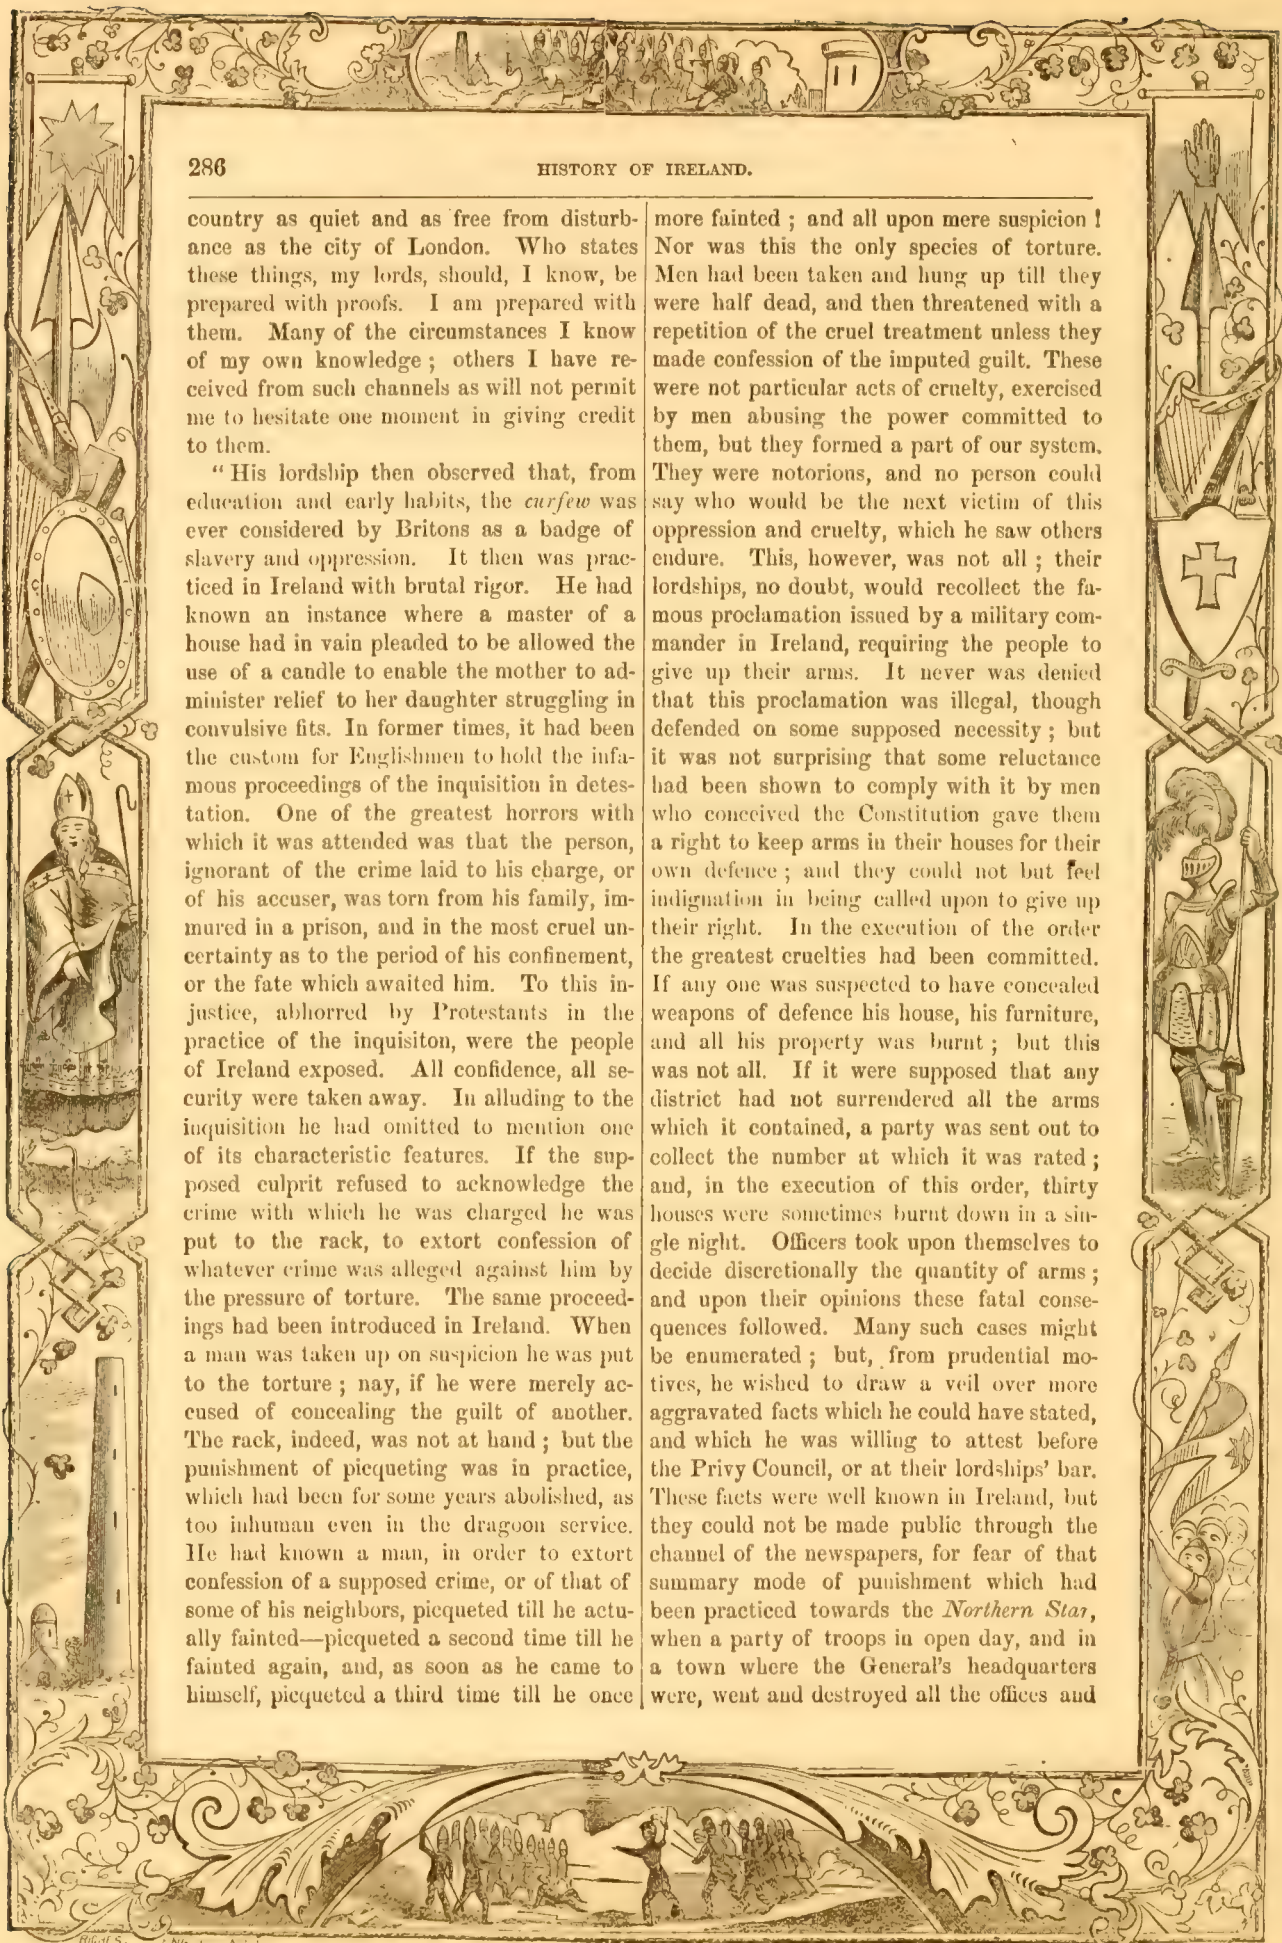 286
HISTORY OF IRELAND.
country as quiet and as free from disturb-
ance as the city of London. Who states
these things, my lords, should, I know, be
prepared with proofs. I am prepared with
them. Many of the circumstances I know
of my own knowledge ; others I have re-
ceived from such channels as will not permit
me to hesitate one moment in giving credit
to them.
" His lordship then observed that, from
education and early habits, the curfew was
ever considered by Britons as a badge of
slavery and oppression. It then was prac-
ticed in Ireland with brutal rigor. He had
known an instance where a master of a
house had in vain pleaded to be allowed the
use of a candle to enable the mother to ad-
minister relief to her daughter struggling in
convulsive fits. In former times, it had been
the custom for Englishmen to hold the infa-
mous proceedings of the inquisition in detes-
tation. One of the greatest horrors with
which it was attended was that the person,
ignorant of the crime laid to his charge, or
of his accuser, was torn from his family, im-
mured in a prison, and in the most cruel un-
certainty as to the period of his confinement,
or the fate which awaited him. To this in-
justice, abhorred by Protestants in the
practice of the inquisiton, were the people
of Ireland exposed. All confidence, all se-
curity were taken away. In alluding to the
inquisition he had omitted to mention one
of its characteristic features. If the sup-
posed culprit refused to acknowledge the
crime with which he was charged he was
put to the rack, to extort confession of
whatever crime was alleged against him by
the pressure of torture. The same proceed-
ings had been introduced in Ireland. When
a man was taken up on suspicion he was put
to the torture ; nay, if he were merely ac-
cused of concealing the guilt of another.
The rack, indeed, was not at hand ; but the
punishment of picqueting was in practice,
which had been for some years abolished, as
too inhuman even in the dragoon service.
He had known a man, in order to extort
confession of a supposed crime, or of that of
some of his neighbors, picqueted till he actu-
ally fainted—picqueted a second time till he
fainted again, and, as soon as he came to
himself, picqueted a third time till he once
more fainted ; and all upon mere suspicion !
Nor was this the only species of torture.
Men had been taken and hung up till they
were half dead, and then threatened with a
repetition of the cruel treatment unless they
made confession of the imputed guilt. These
were not particular acts of cruelty, exercised
by men abusing the power committed to
them, but they formed a part of our system.
They were notorions, and no person could
say who would be the next victim of this
oppression and cruelty, which he saw others
endure. This, however, was not all ; their
lordships, no doubt, would recollect the fa-
mous proclamation issued by a military com-
mander in Ireland, requiring the people to
give up their arms. It never was denied
that this proclamation was illegal, though
defended on some supposed necessity ; but
it was not surprising that some reluctance
had been shown to comply with it by men
who conceived the Constitution gave them
a right to keep arms in their houses for their
own defence ; and they could not but feel
indignation in being called upon to give up
their right. In the execution of the order
the greatest cruelties had been committed.
If any one was suspected to have concealed
weapons of defence his house, his furniture,
and all his property was burnt ; but this
was not all. If it were supposed that any
district had not surrendered all the arms
which it contained, a party was sent out to
collect the number at which it was rated ;
and, in the execution of this order, thirty
houses were sometimes burnt down in a sin-
gle night. Officers took upon themselves to
decide discretionally the quantity of arms ;
and upon their opinions these fatal conse-
quences followed. Many such cases might
be enumerated ; but, from prudential mo-
tives, he wished to draw a veil over more
aggravated facts which he could have stated,
and which he was willing to attest before
the Privy Council, or at their lordships' bar.
These facts were well known in Ireland, but
they could not be made public through the
channel of the newspapers, for fear of that
summary mode of punishment which had
been practiced towards the Northern Star,
when a party of troops in open day, and in
a town where the General's headquarters
were, went and destroyed all the offices and